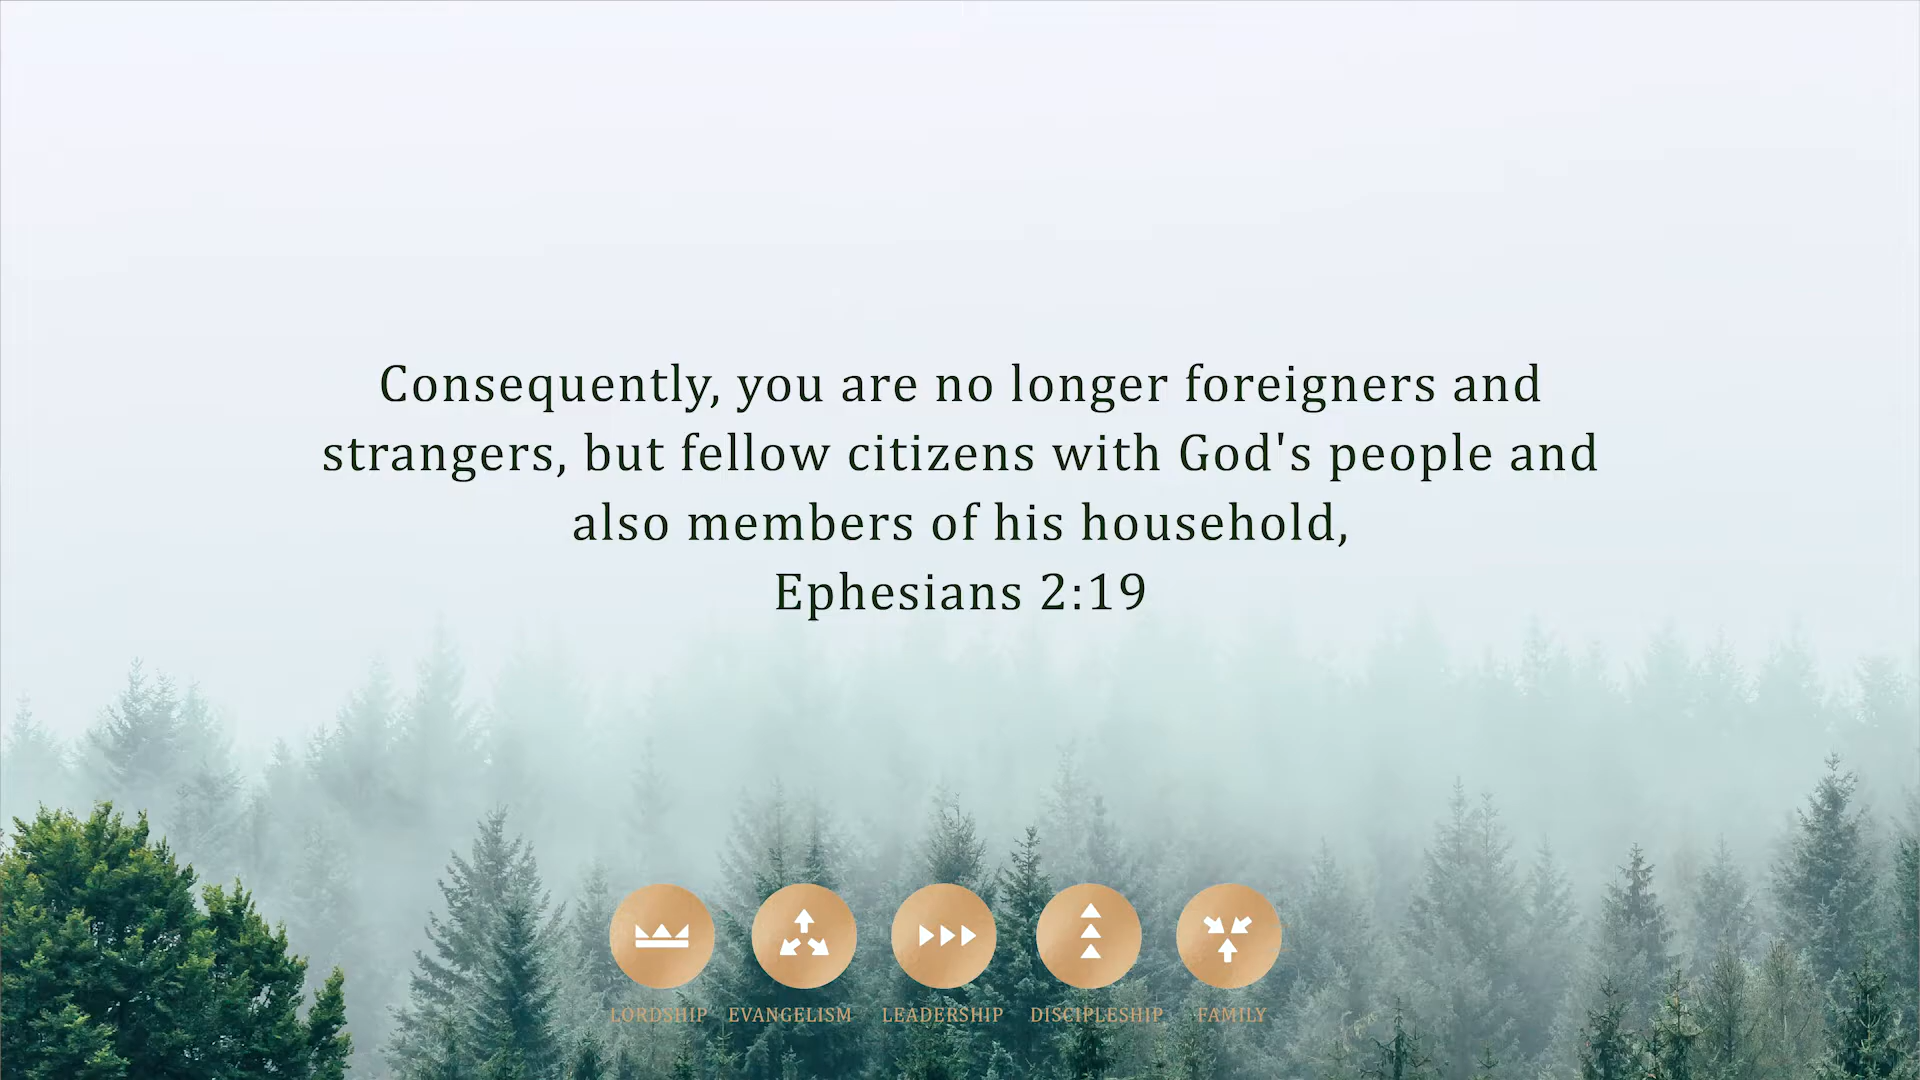 Consequently, you are no longer foreigners and
strangers, but fellow citizens with God's people and
also members of his household,
Ephesians 2:19
LORDSHIP EVANGELISM LEADERSHIP DISCIPLESHIP FAMILY